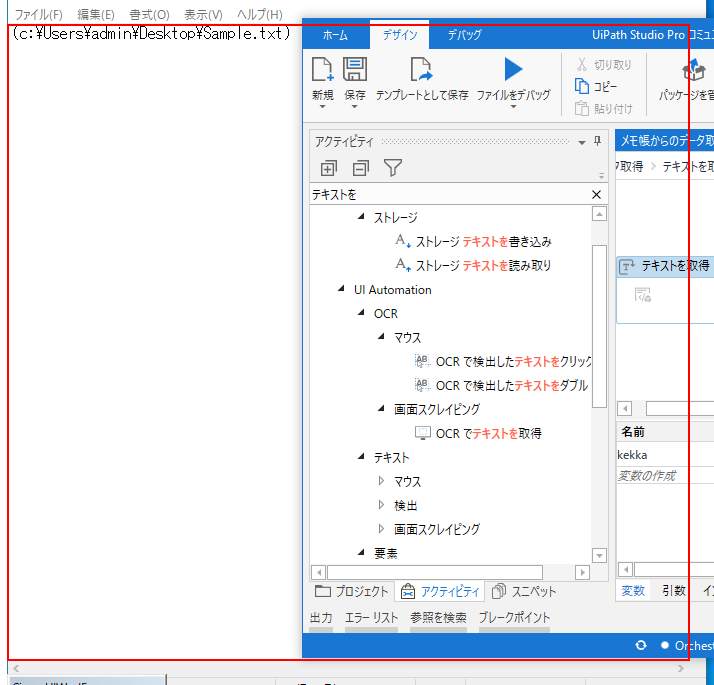 ファイル(F) 編集(E) 書式(O) 表示(V) ヘルプ(H)
(c:¥Users¥admin¥Desktop¥Sample.txt)
ホーム デザイン デバッグ UiPath Studio Pro コミュニ
新規 保存 テンプレートとして保存 ファイルをデバッグ
切り取り
コピー
貼り付け
パッケージを管
アクティビティ
テキストを
ストレージ
ストレージ テキストを書き込み
ストレージ テキストを読み取り
UI Automation
OCR
マウス
OCR で検出したテキストをクリック
OCR で検出したテキストをダブル
画面スクレイピング
OCR でテキストを取得
テキスト
マウス
検出
画面スクレイピング
要素
プロジェクト アクティビティ スニペット
出力 エラー リスト 参照を検索 ブレークポイント
メモ帳からのデータ取
タ取得 > テキストを取
テキストを取得
名前
kekka
変数の作成
変数 引数
Orchest